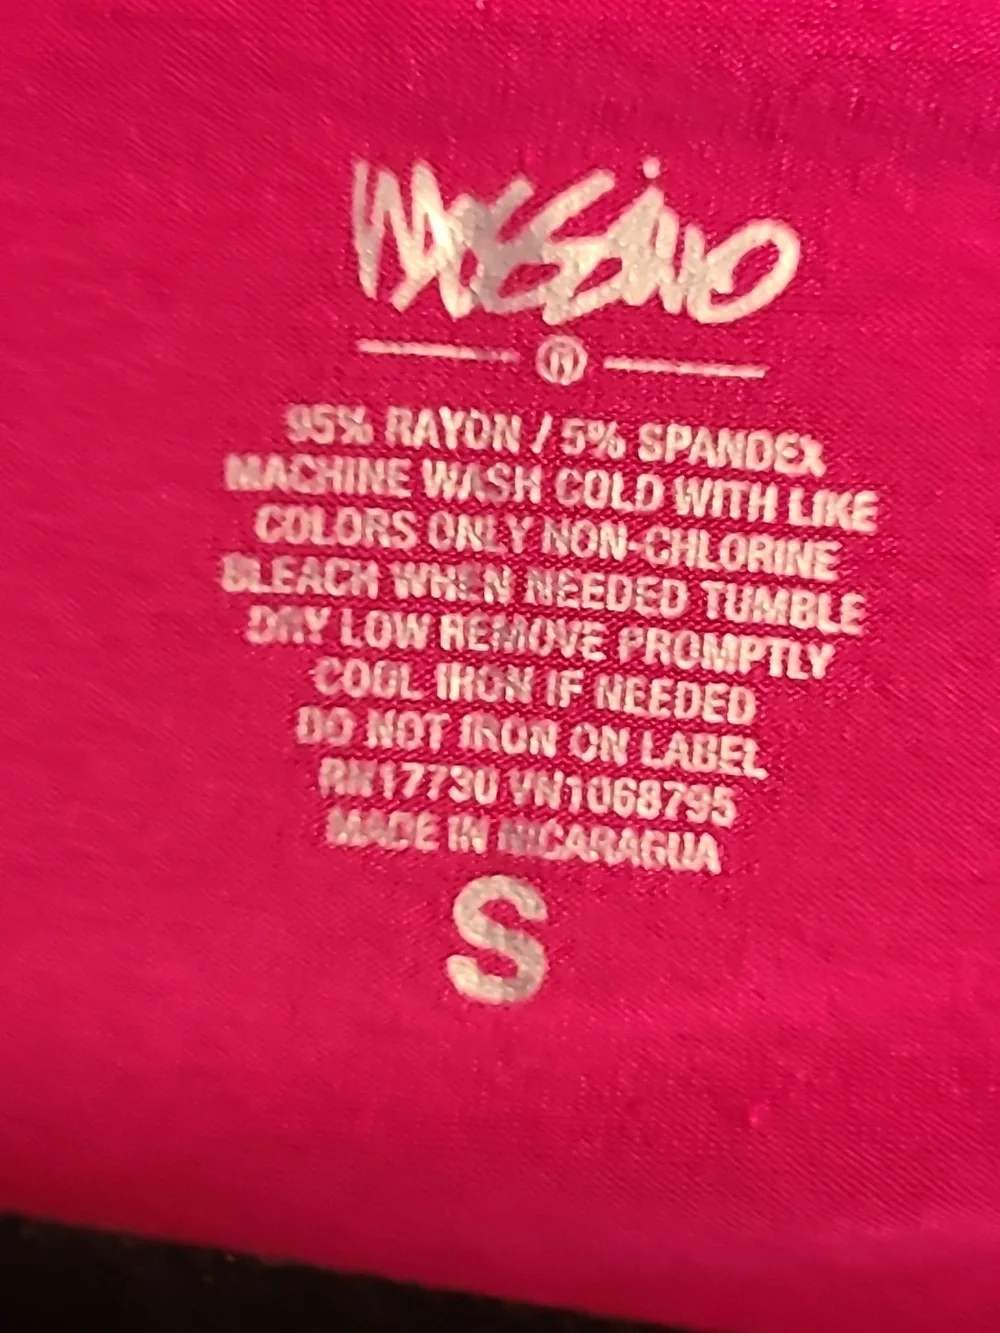 MOSSIMO
®
95% RAYON / 5% SPANDEX
MACHINE WASH COLD WITH LIKE
COLORS ONLY NON-CHLORINE
BLEACH WHEN NEEDED TUMBLE
DRY LOW REMOVE PROMPTLY
COOL IRON IF NEEDED
DO NOT IRON ON LABEL
RN17730 VN1068795
MADE IN NICARAGUA
S